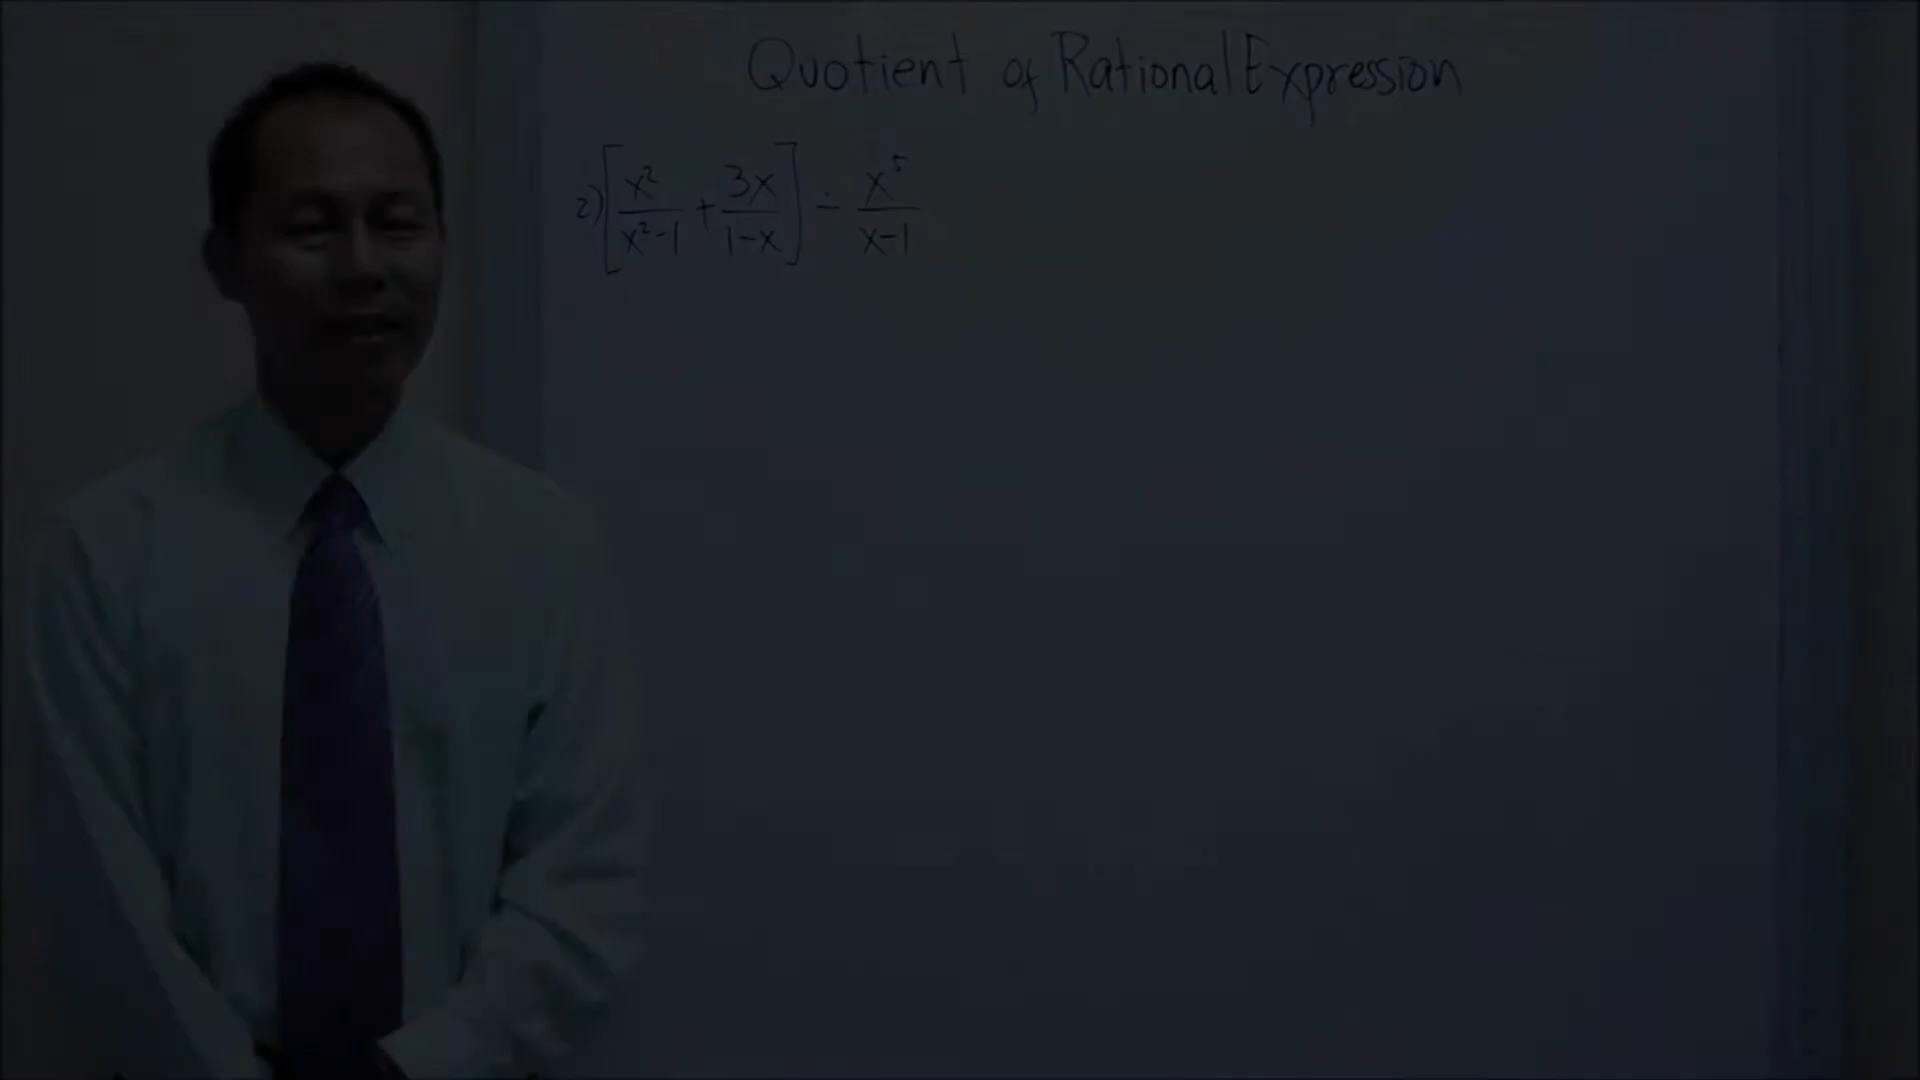 Quotient of Rational Expression
2) [x²/(x²-1) + 3x/(1-x)] ÷ x⁵/(x-1)